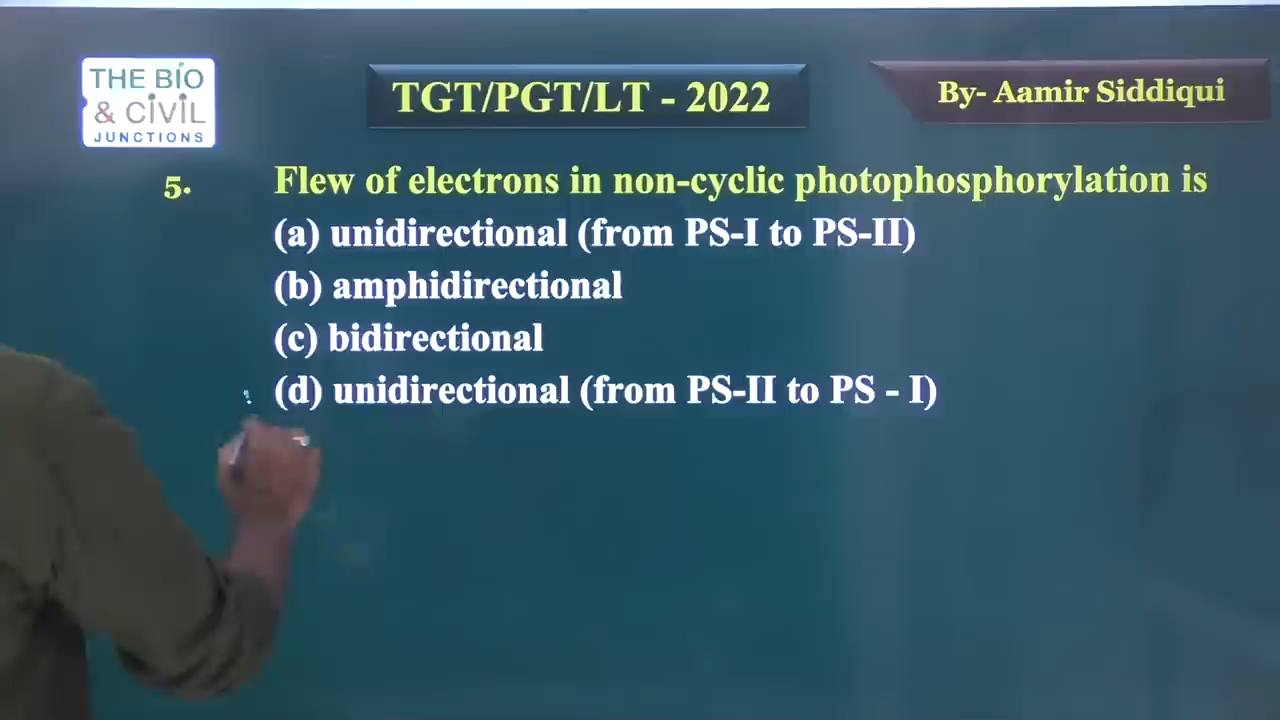 THE BIO
& CIVIL
JUNCTIONS
TGT/PGT/LT - 2022
By- Aamir Siddiqui
5. Flew of electrons in non-cyclic photophosphorylation is
(a) unidirectional (from PS-I to PS-II)
(b) amphidirectional
(c) bidirectional
(d) unidirectional (from PS-II to PS - I)